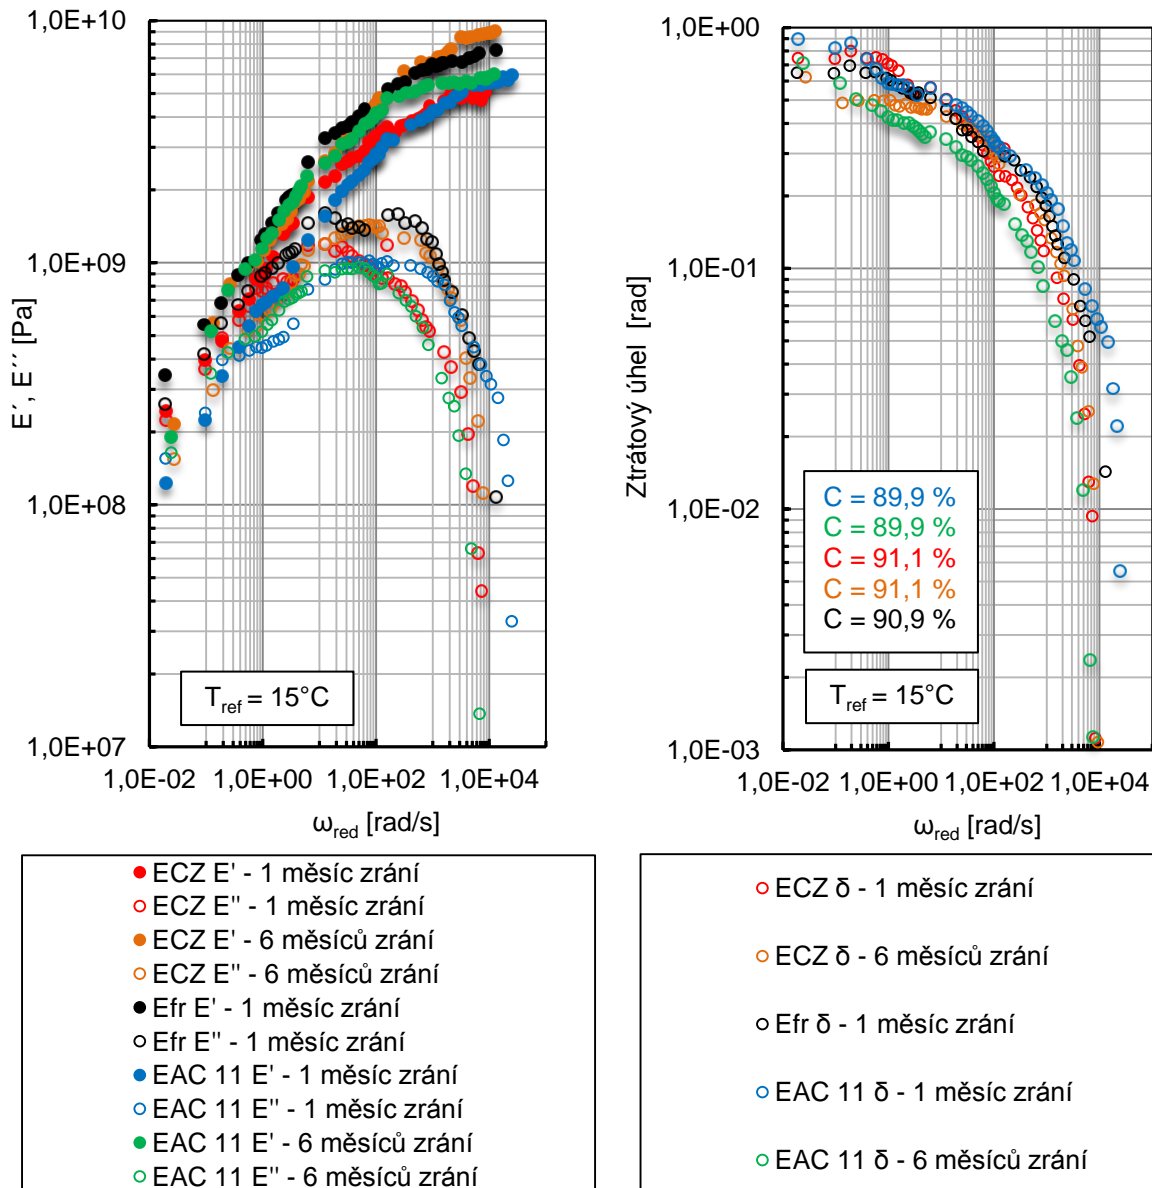 1,0E+10
1,0E+09
1,0E+08
1,0E+07
E´, E´´ [Pa]
T_ref = 15°C
1,0E-02 1,0E+00 1,0E+02 1,0E+04
ω_red [rad/s]
ECZ E' - 1 měsíc zrání
ECZ E'' - 1 měsíc zrání
ECZ E' - 6 měsíců zrání
ECZ E'' - 6 měsíců zrání
Efr E' - 1 měsíc zrání
Efr E'' - 1 měsíc zrání
EAC 11 E' - 1 měsíc zrání
EAC 11 E'' - 1 měsíc zrání
EAC 11 E' - 6 měsíců zrání
EAC 11 E'' - 6 měsíců zrání
1,0E+00
1,0E-01
1,0E-02
1,0E-03
Ztrátový úhel [rad]
C = 89,9 %
C = 89,9 %
C = 91,1 %
C = 91,1 %
C = 90,9 %
T_ref = 15°C
1,0E-02 1,0E+00 1,0E+02 1,0E+04
ω_red [rad/s]
ECZ δ - 1 měsíc zrání
ECZ δ - 6 měsíců zrání
Efr δ - 1 měsíc zrání
EAC 11 δ - 1 měsíc zrání
EAC 11 δ - 6 měsíců zrání